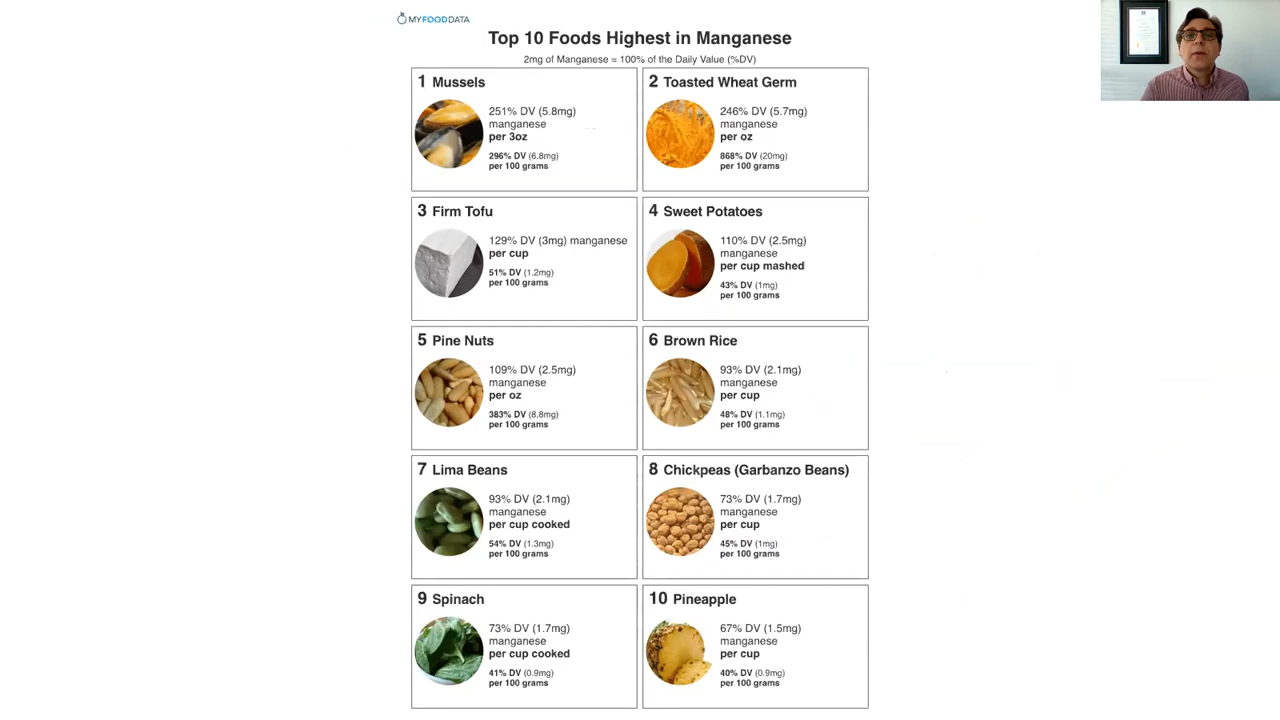 MYFOODDATA
Top 10 Foods Highest in Manganese
2mg of Manganese = 100% of the Daily Value (%DV)
1 Mussels
251% DV (5.8mg)
manganese
per 3oz
296% DV (6.8mg)
per 100 grams
2 Toasted Wheat Germ
246% DV (5.7mg)
manganese
per oz
868% DV (20mg)
per 100 grams
3 Firm Tofu
129% DV (3mg) manganese
per cup
51% DV (1.2mg)
per 100 grams
4 Sweet Potatoes
110% DV (2.5mg)
manganese
per cup mashed
43% DV (1mg)
per 100 grams
5 Pine Nuts
109% DV (2.5mg)
manganese
per oz
383% DV (8.8mg)
per 100 grams
6 Brown Rice
93% DV (2.1mg)
manganese
per cup
48% DV (1.1mg)
per 100 grams
7 Lima Beans
93% DV (2.1mg)
manganese
per cup cooked
54% DV (1.3mg)
per 100 grams
8 Chickpeas (Garbanzo Beans)
73% DV (1.7mg)
manganese
per cup
45% DV (1mg)
per 100 grams
9 Spinach
73% DV (1.7mg)
manganese
per cup cooked
41% DV (0.9mg)
per 100 grams
10 Pineapple
67% DV (1.5mg)
manganese
per cup
40% DV (0.9mg)
per 100 grams